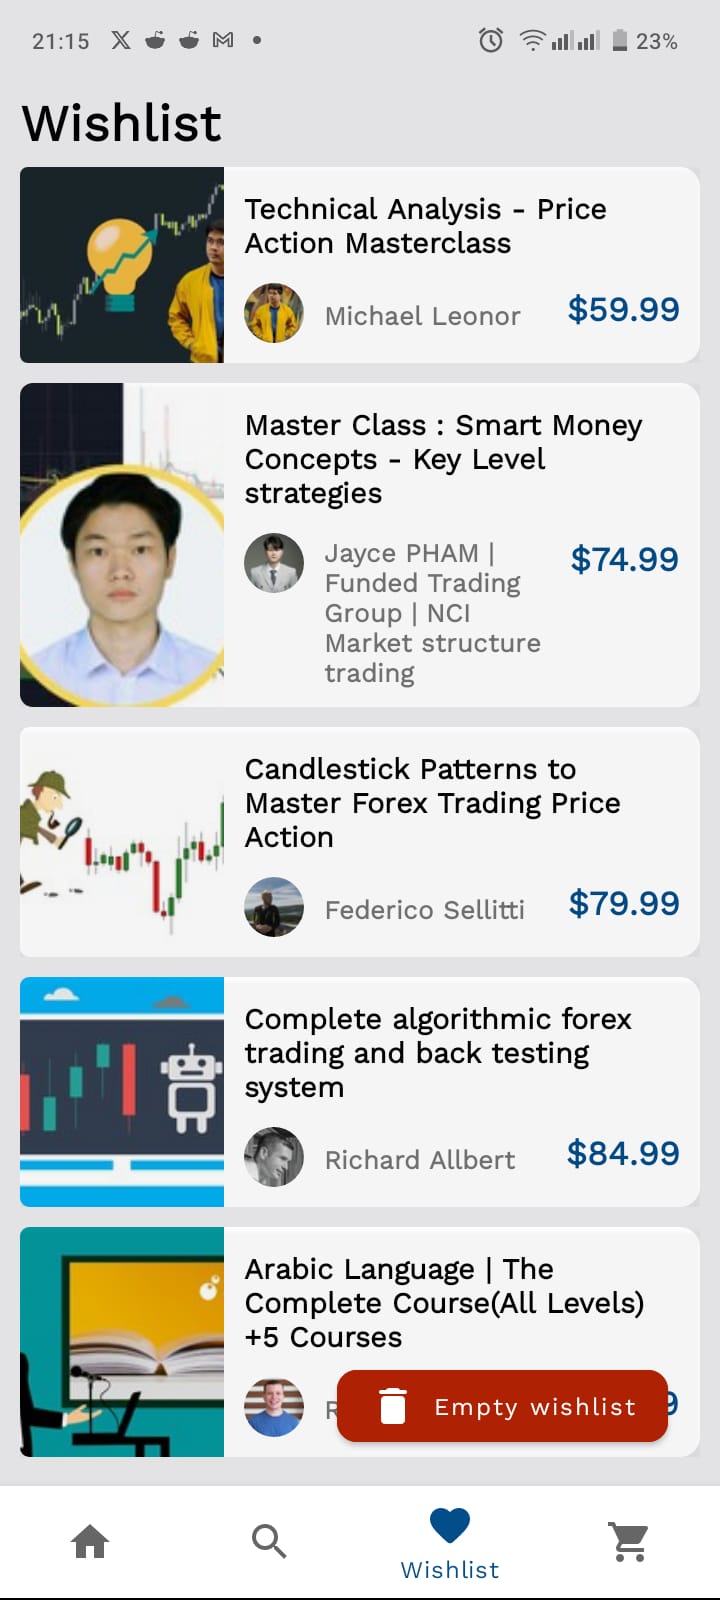 21:15
23%
Wishlist
Technical Analysis - Price
Action Masterclass
Michael Leonor
$59.99
Master Class : Smart Money
Concepts - Key Level
strategies
Jayce PHAM |
Funded Trading
Group | NCI
Market structure
trading
$74.99
Candlestick Patterns to
Master Forex Trading Price
Action
Federico Sellitti
$79.99
Complete algorithmic forex
trading and back testing
system
Richard Allbert
$84.99
Arabic Language | The
Complete Course(All Levels)
+5 Courses
Empty wishlist
Wishlist